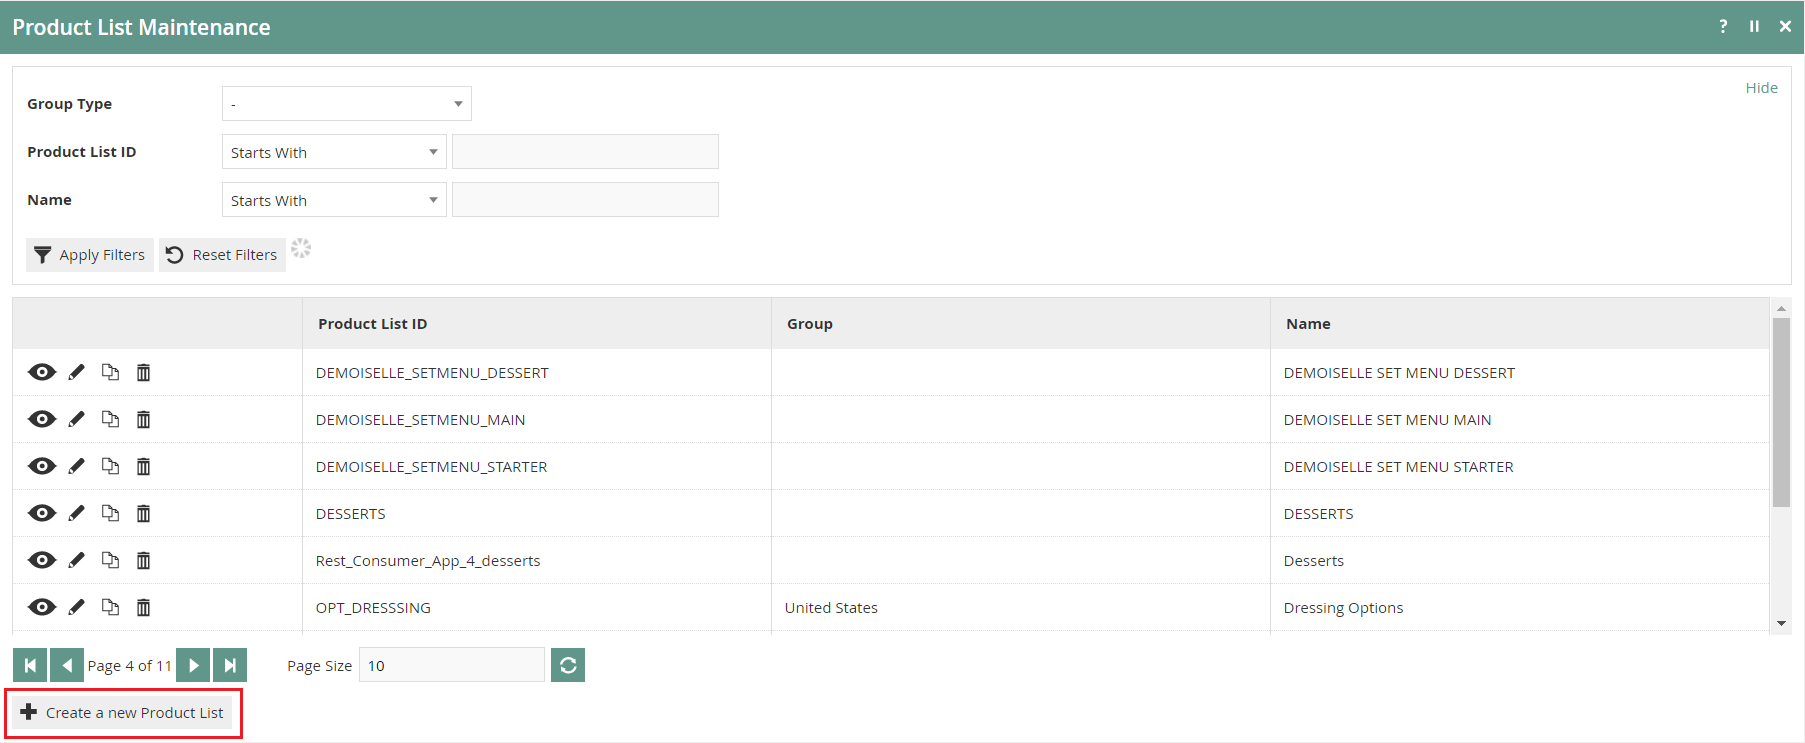 Product List Maintenance ?
Hide
Group Type -
Product List ID Starts With
Name Starts With
Apply Filters Reset Filters
Product List ID Group Name
DEMOISELLE_SETMENU_DESSERT DEMOISELLE SET MENU DESSERT
DEMOISELLE_SETMENU_MAIN DEMOISELLE SET MENU MAIN
DEMOISELLE_SETMENU_STARTER DEMOISELLE SET MENU STARTER
DESSERTS DESSERTS
Rest_Consumer_App_4_desserts Desserts
OPT_DRESSSING United States Dressing Options
Page 4 of 11 Page Size 10
Create a new Product List